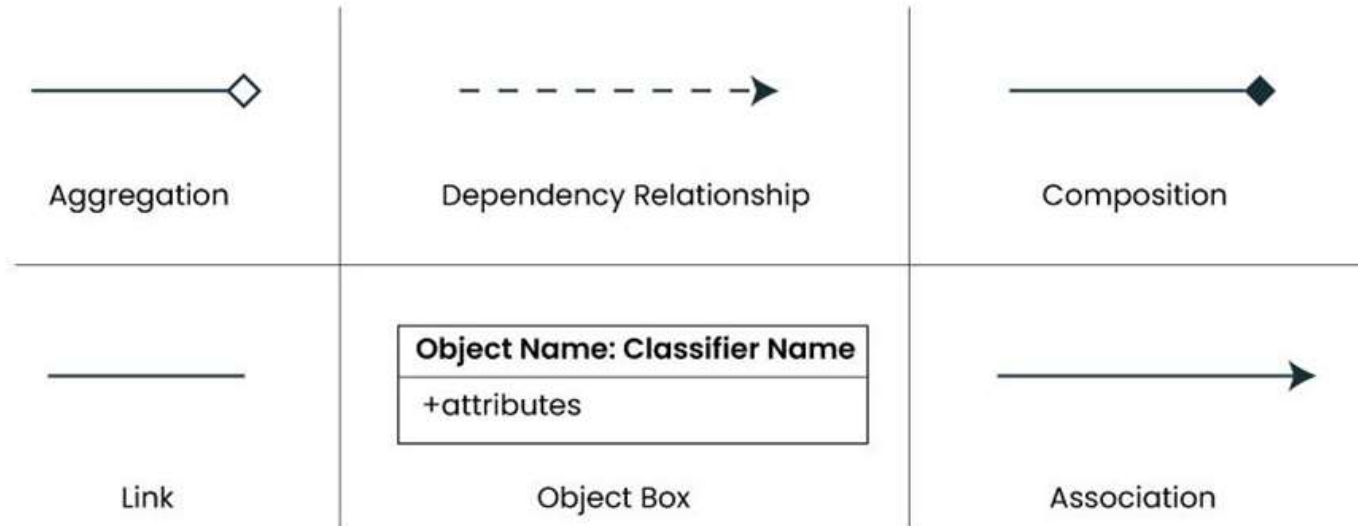 Aggregation
Dependency Relationship
Composition
Object Name: Classifier Name
+attributes
Link
Object Box
Association